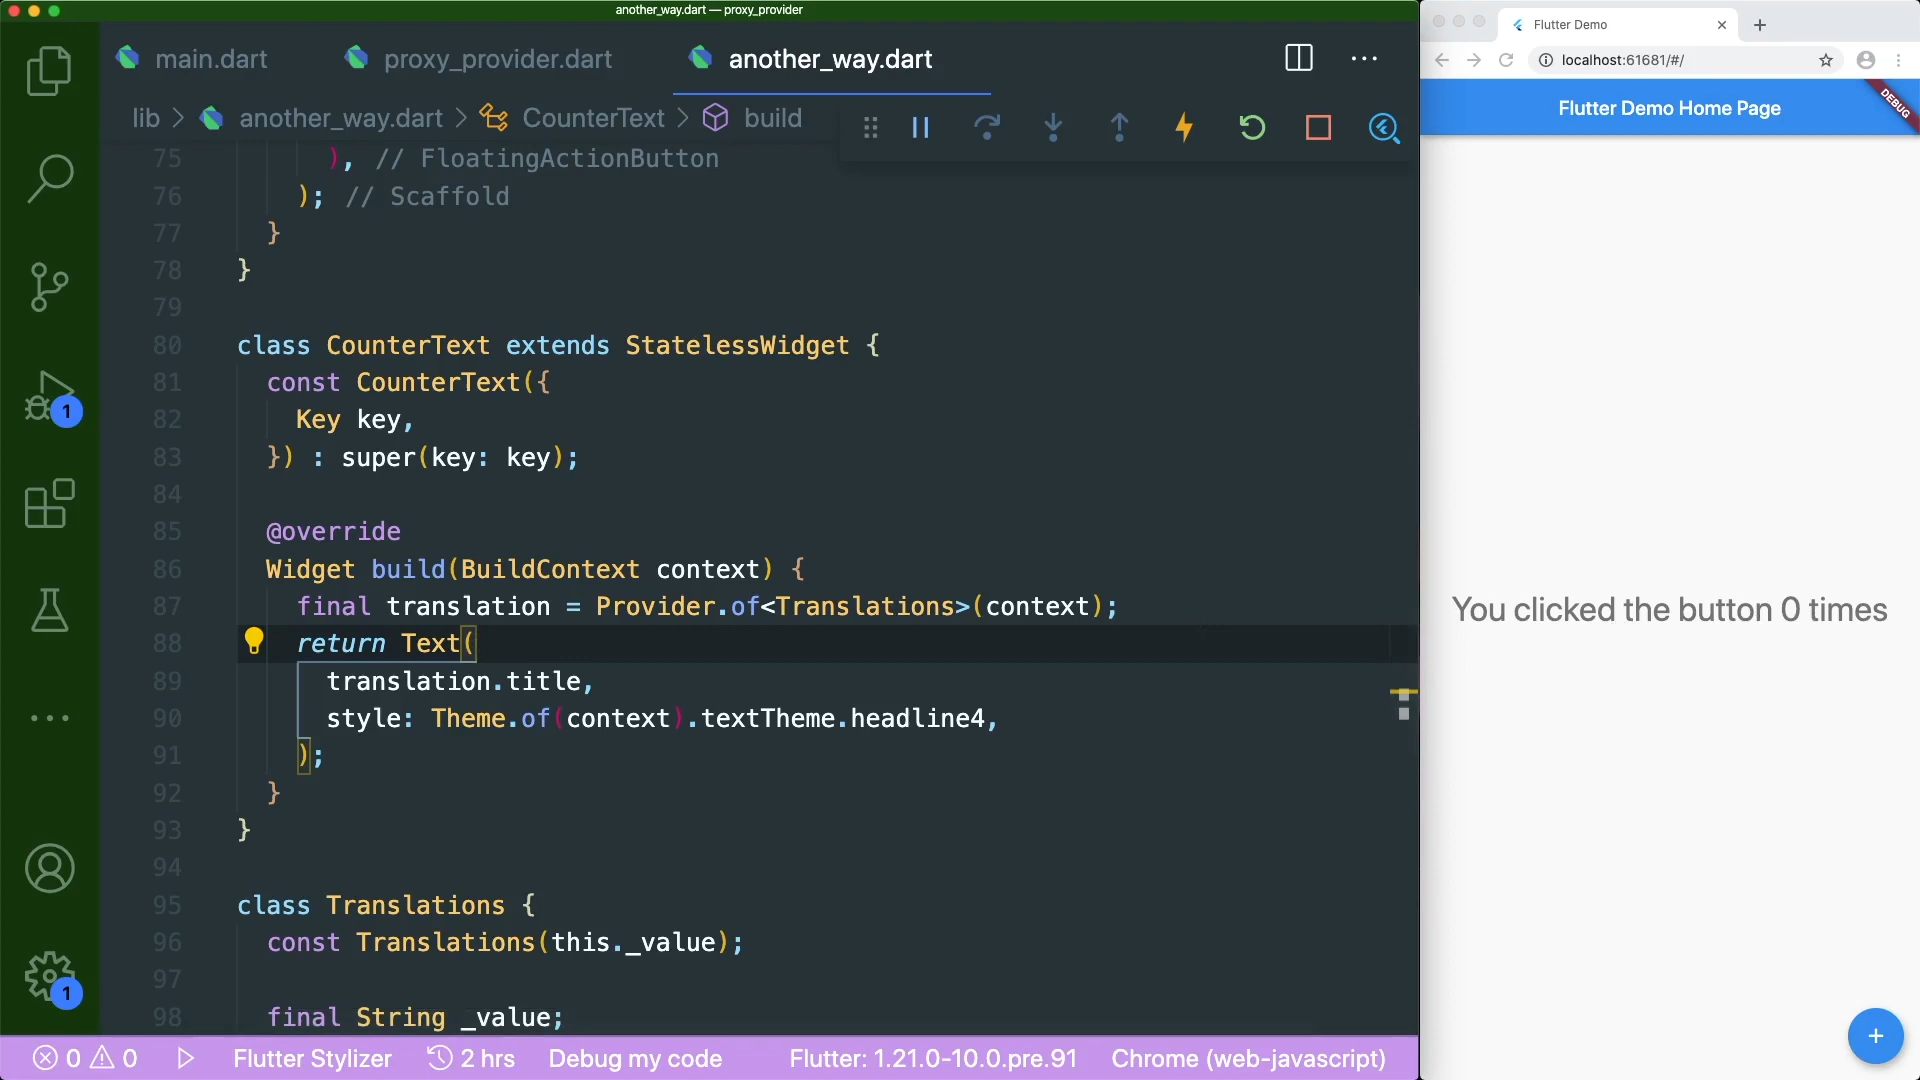 another_way.dart — proxy_provider
main.dart
proxy_provider.dart
another_way.dart
lib > another_way.dart > CounterText > build
75 ), // FloatingActionButton
76 ); // Scaffold
77 }
78 }
79
80 class CounterText extends StatelessWidget {
81 const CounterText({
82 Key key,
83 }) : super(key: key);
84
85 @override
86 Widget build(BuildContext context) {
87 final translation = Provider.of<Translations>(context);
88 return Text(
89 translation.title,
90 style: Theme.of(context).textTheme.headline4,
91 );
92 }
93 }
94
95 class Translations {
96 const Translations(this._value);
97
98 final String _value;
1
1
0 0 Flutter Stylizer 2 hrs Debug my code Flutter: 1.21.0-10.0.pre.91 Chrome (web-javascript)
Flutter Demo
localhost:61681/#/
Flutter Demo Home Page
DEBUG
You clicked the button 0 times
+